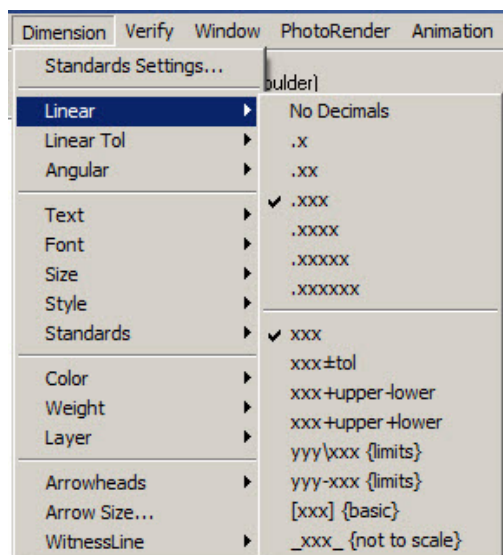 Dimension Verify Window PhotoRender Animation
Standards Settings...
oulder)
Linear
Linear Tol
Angular
Text
Font
Size
Style
Standards
Color
Weight
Layer
Arrowheads
Arrow Size...
WitnessLine
No Decimals
.x
.xx
.xxx
.xxxx
.xxxxx
.xxxxxx
xxx
xxx±tol
xxx+upper-lower
xxx+upper+lower
yyy\xxx {limits}
yyy-xxx {limits}
[xxx] {basic}
_xxx_ {not to scale}